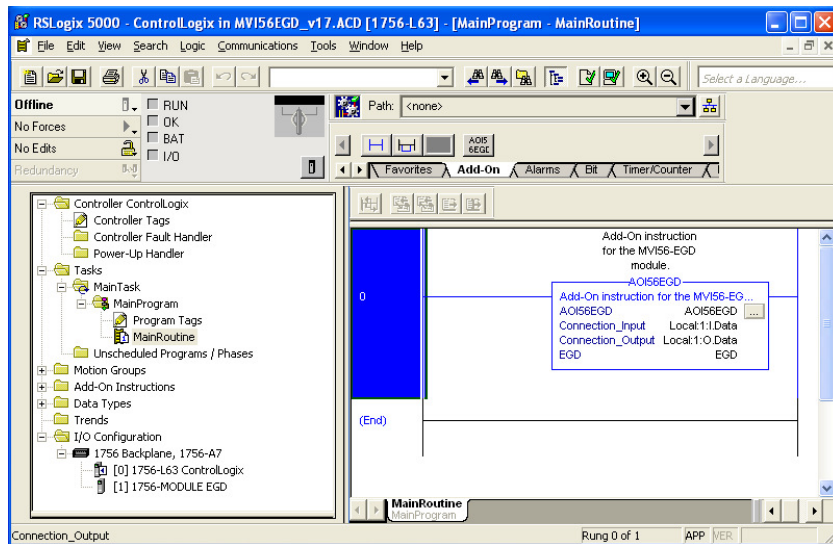 RSLogix 5000 - ControlLogix in MVI56EGD_v17.ACD [1756-L63] - [MainProgram - MainRoutine]
File Edit View Search Logic Communications Tools Window Help
Select a Language...
Offline
RUN
Path: <none>
No Forces
OK
BAT
No Edits
I/O
AOI5
6EGD
Redundancy
Favorites Add-On Alarms Bit Timer/Counter
Controller ControlLogix
Controller Tags
Controller Fault Handler
Power-Up Handler
Tasks
MainTask
MainProgram
Program Tags
MainRoutine
Unscheduled Programs / Phases
Motion Groups
Add-On Instructions
Data Types
Trends
I/O Configuration
1756 Backplane, 1756-A7
[0] 1756-L63 ControlLogix
[1] 1756-MODULE EGD
Add-On instruction
for the MVI56-EGD
module.
AOI56EGD
0
Add-On instruction for the MVI56-EG...
AOI56EGD AOI56EGD ...
Connection_Input Local:1:I.Data
Connection_Output Local:1:O.Data
EGD EGD
(End)
MainRoutine
MainProgram
Connection_Output
Rung 0 of 1 APP VER